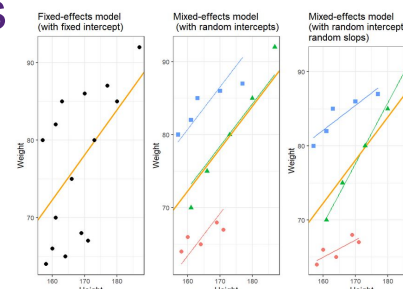 S
Fixed-effects model
(with fixed intercept)
Mixed-effects model
(with random intercepts)
Mixed-effects model
(with random intercept
random slops)
Weight
90
80
70
160
170
180
Weight
90
80
70
160
170
180
Weight
90
80
70
160
170
180